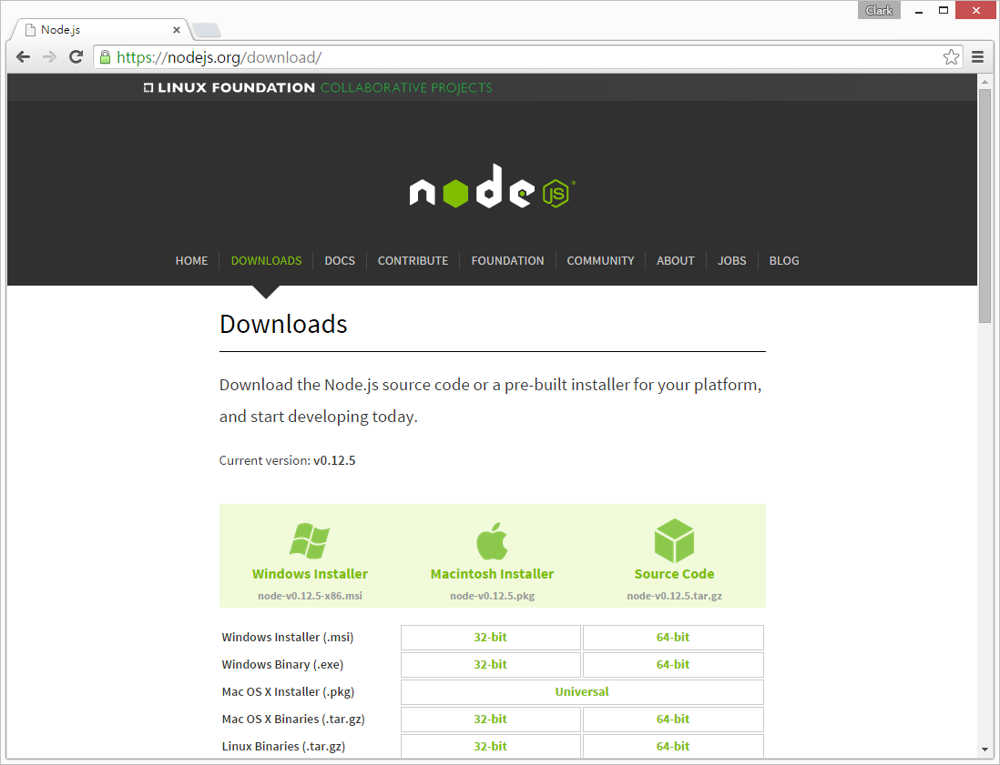 Clark
Node.js
https://nodejs.org/download/
LINUX FOUNDATION COLLABORATIVE PROJECTS
node JS
HOME DOWNLOADS DOCS CONTRIBUTE FOUNDATION COMMUNITY ABOUT JOBS BLOG
Downloads
Download the Node.js source code or a pre-built installer for your platform,
and start developing today.
Current version: v0.12.5
Windows Installer Macintosh Installer Source Code
node-v0.12.5-x86.msi node-v0.12.5.pkg node-v0.12.5.tar.gz
Windows Installer (.msi) 32-bit 64-bit
Windows Binary (.exe) 32-bit 64-bit
Mac OS X Installer (.pkg) Universal
Mac OS X Binaries (.tar.gz) 32-bit 64-bit
Linux Binaries (.tar.gz) 32-bit 64-bit